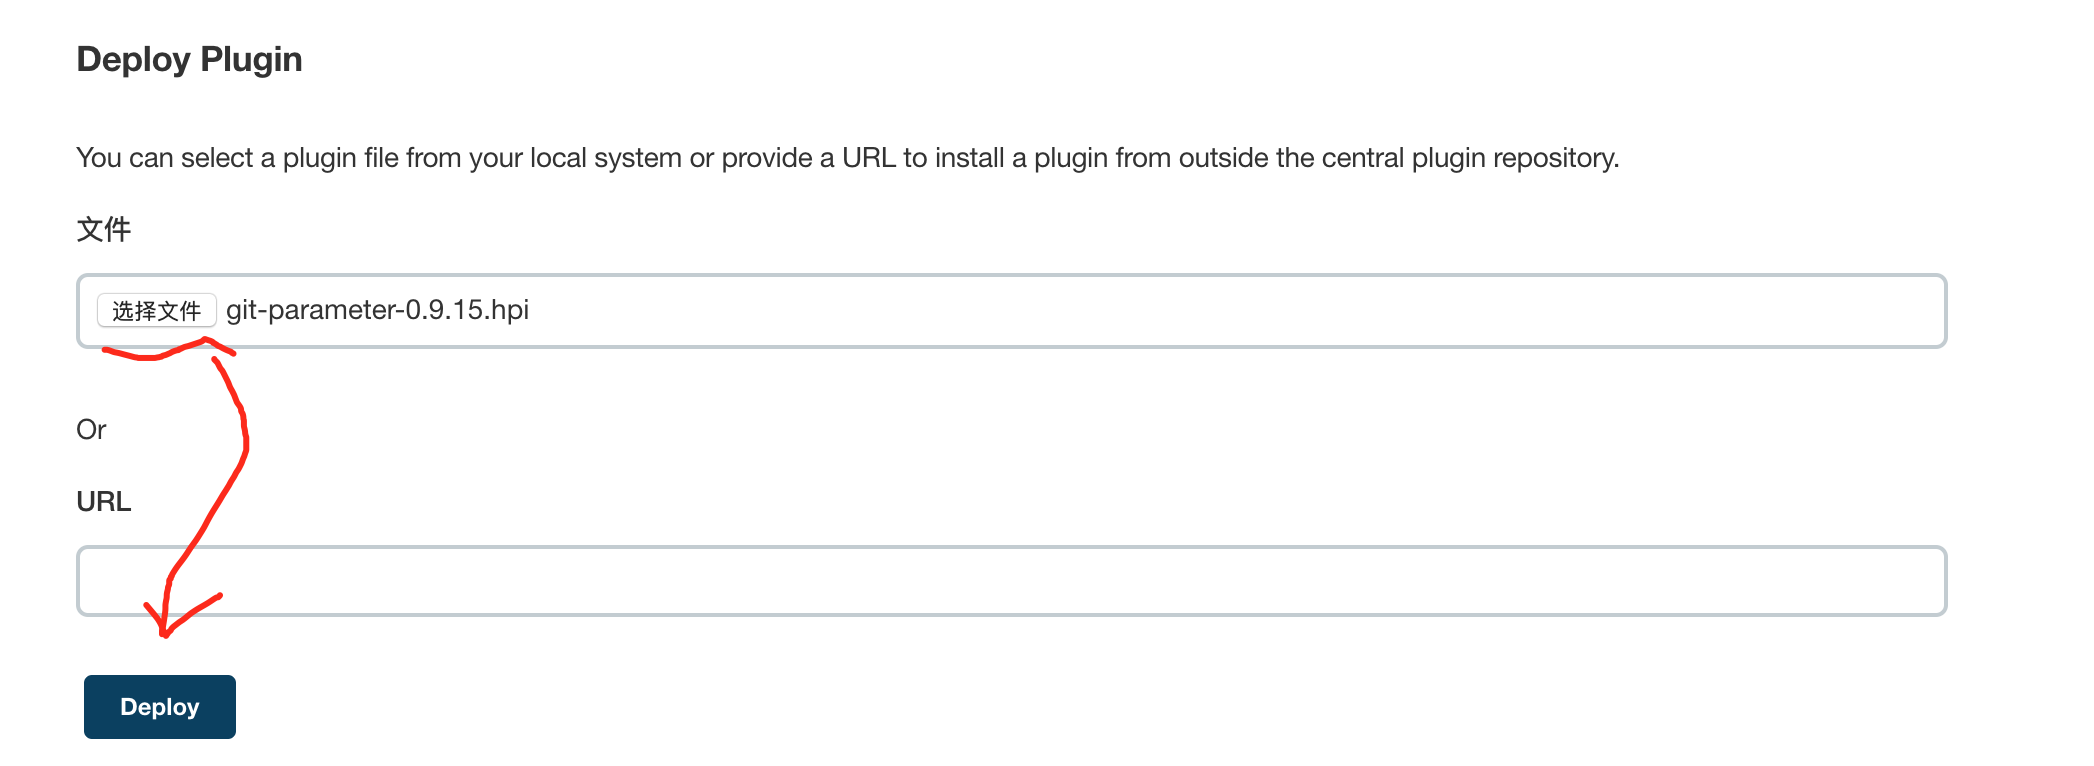 Deploy Plugin
You can select a plugin file from your local system or provide a URL to install a plugin from outside the central plugin repository.
文件
选择文件 git-parameter-0.9.15.hpi
Or
URL
Deploy